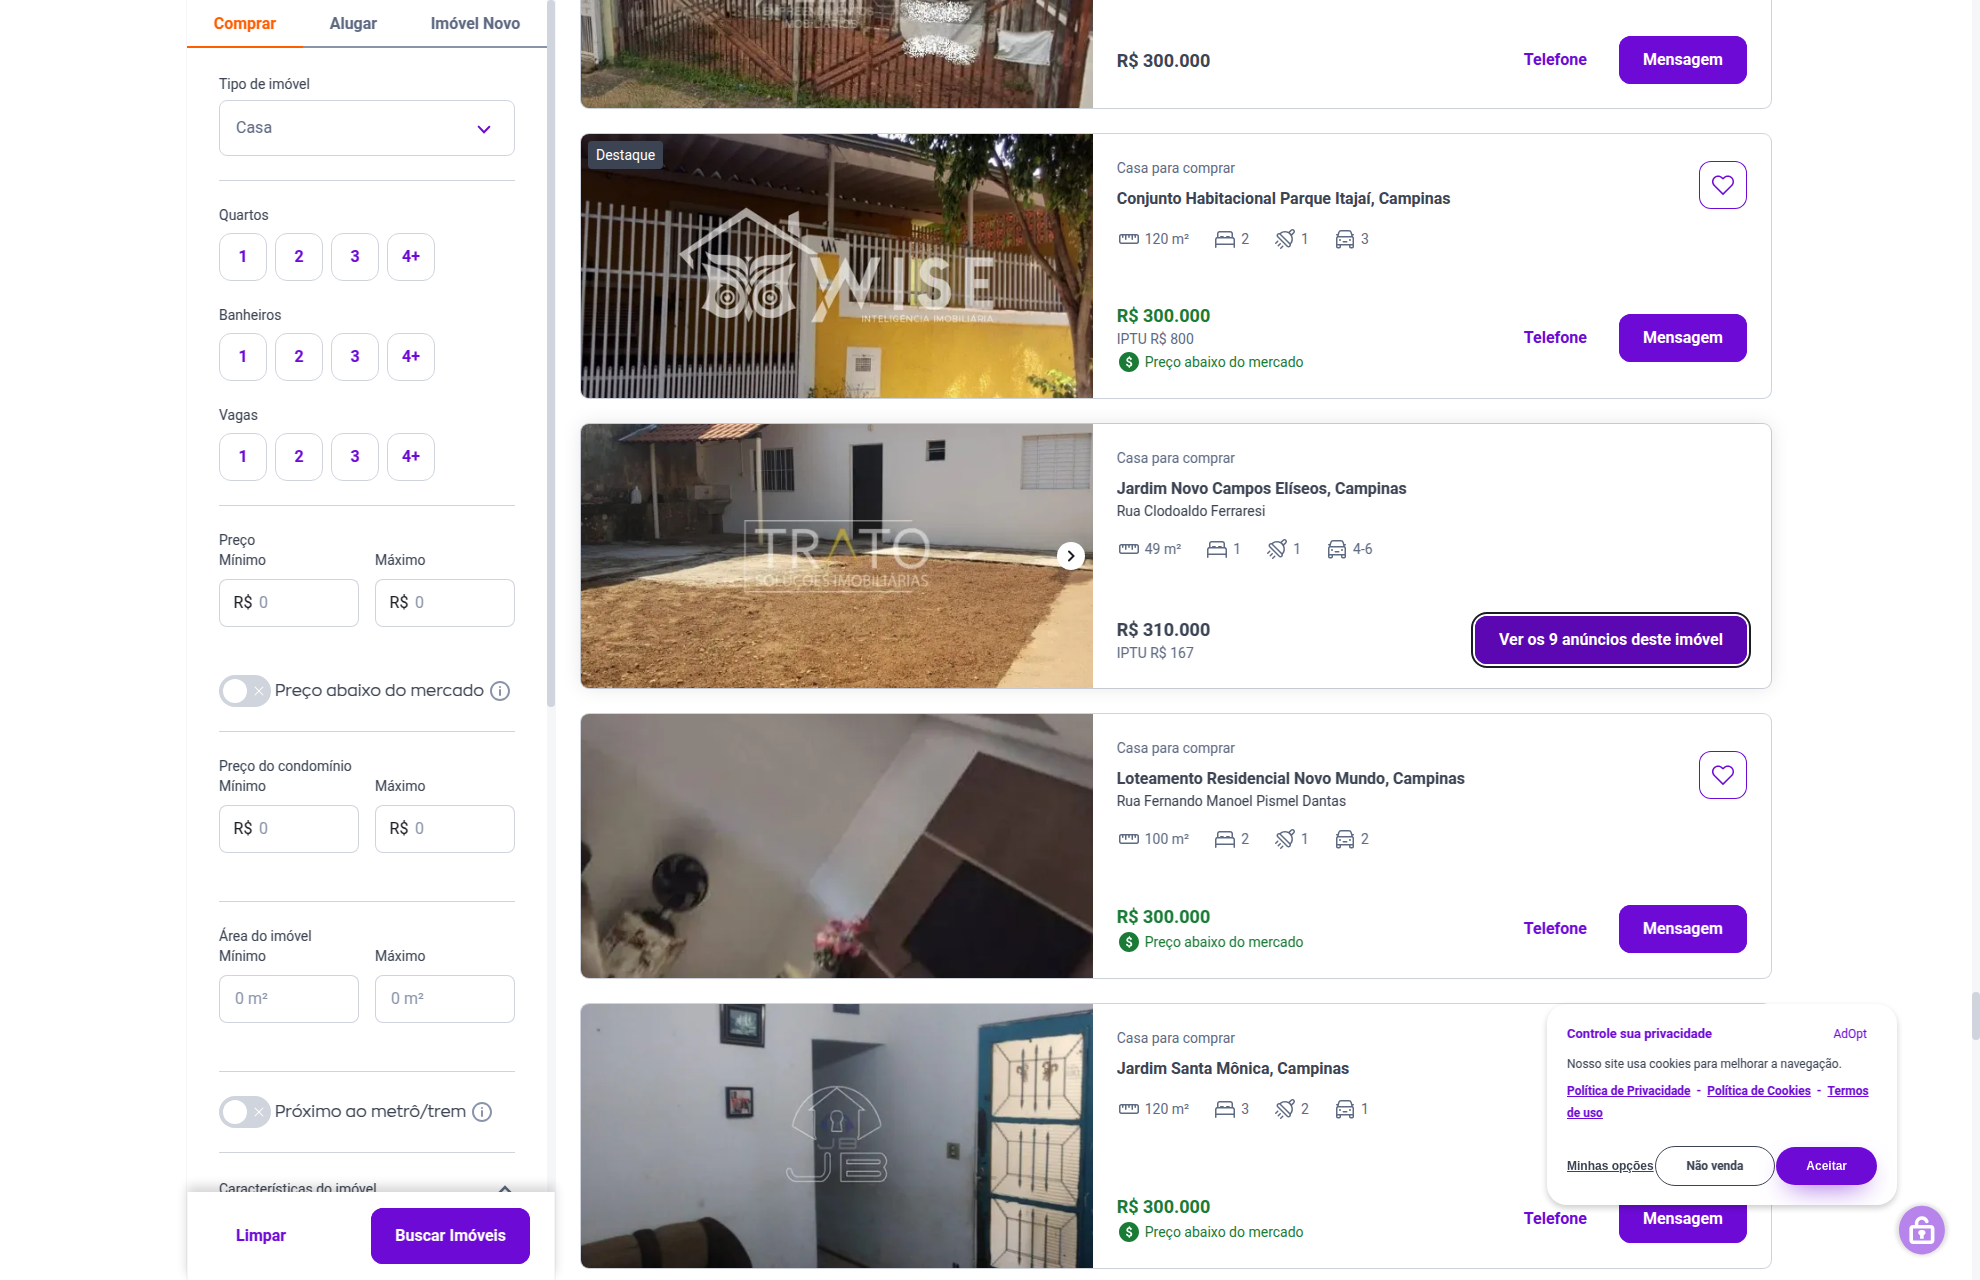 Comprar
Alugar
Imóvel Novo
Tipo de imóvel
Casa
Quartos
1
2
3
4+
Banheiros
1
2
3
4+
Vagas
1
2
3
4+
Preço
Mínimo
Máximo
R$ 0
R$ 0
Preço abaixo do mercado
Preço do condomínio
Mínimo
Máximo
R$ 0
R$ 0
Área do imóvel
Mínimo
Máximo
0 m²
0 m²
Próximo ao metrô/trem
Características do imóvel
Limpar
Buscar Imóveis
R$ 300.000
Telefone
Mensagem
Destaque
WISE
INTELIGÊNCIA IMOBILIÁRIA
Casa para comprar
Conjunto Habitacional Parque Itajaí, Campinas
120 m²
2
1
3
R$ 300.000
IPTU R$ 800
Preço abaixo do mercado
Telefone
Mensagem
TRATO
SOLUÇÕES IMOBILIÁRIAS
Casa para comprar
Jardim Novo Campos Elíseos, Campinas
Rua Clodoaldo Ferraresi
49 m²
1
1
4-6
R$ 310.000
IPTU R$ 167
Ver os 9 anúncios deste imóvel
Casa para comprar
Loteamento Residencial Novo Mundo, Campinas
Rua Fernando Manoel Pismel Dantas
100 m²
2
1
2
R$ 300.000
Preço abaixo do mercado
Telefone
Mensagem
JB
JB
Casa para comprar
Jardim Santa Mônica, Campinas
120 m²
3
2
1
R$ 300.000
Preço abaixo do mercado
Telefone
Mensagem
Controle sua privacidade
AdOpt
Nosso site usa cookies para melhorar a navegação.
Política de Privacidade - Política de Cookies - Termos
de uso
Minhas opções
Não venda
Aceitar